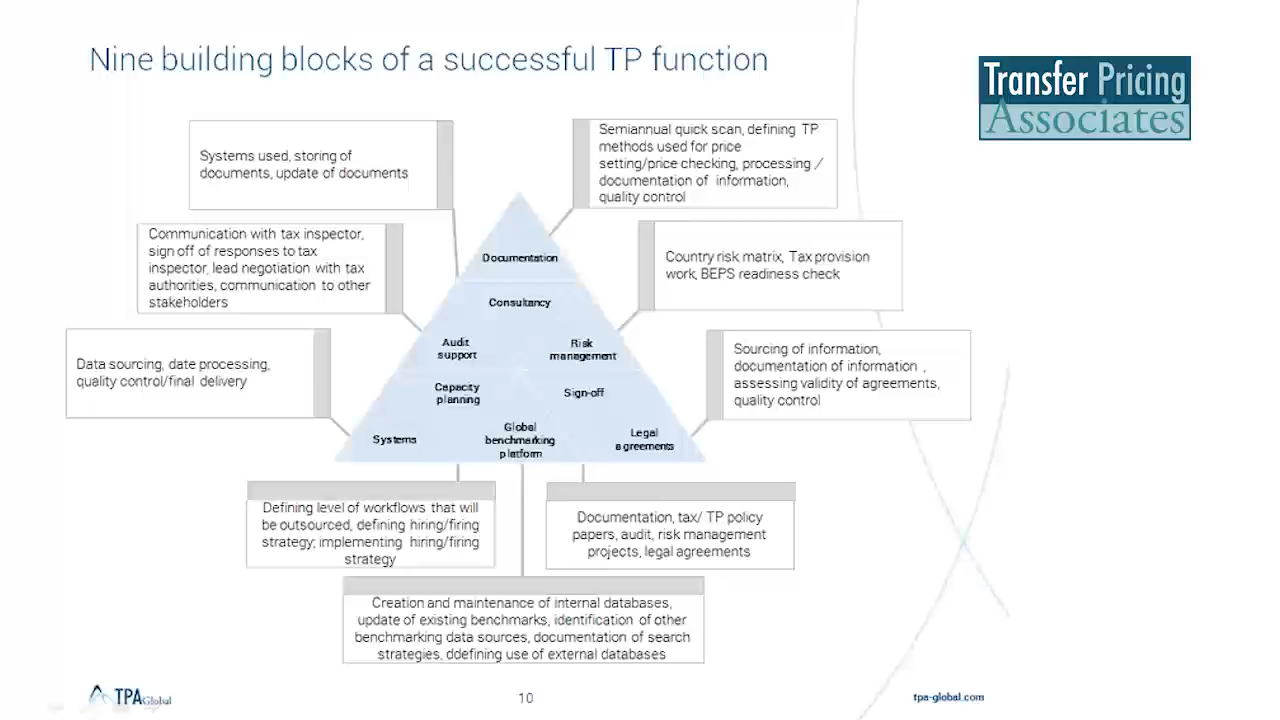 Nine building blocks of a successful TP function
Transfer Pricing
Associates
Systems used, storing of
documents, update of documents
Semiannual quick scan, defining TP
methods used for price
setting/price checking, processing /
documentation of information,
quality control
Communication with tax inspector,
sign off of responses to tax
inspector, lead negotiation with tax
authorities, communication to other
stakeholders
Country risk matrix, Tax provision
work, BEPS readiness check
Data sourcing, date processing,
quality control/final delivery
Sourcing of information,
documentation of information ,
assessing validity of agreements,
quality control
Documentation
Consultancy
Audit
support
Risk
management
Capacity
planning
Sign-off
Systems
Global
benchmarking
platform
Legal
agreements
Defining level of workflows that will
be outsourced, defining hiring/firing
strategy; implementing hiring/firing
strategy
Documentation, tax/ TP policy
papers, audit, risk management
projects, legal agreements
Creation and maintenance of internal databases,
update of existing benchmarks, identification of other
benchmarking data sources, documentation of search
strategies, ddefining use of external databases
TPA Global
10
tpa-global.com